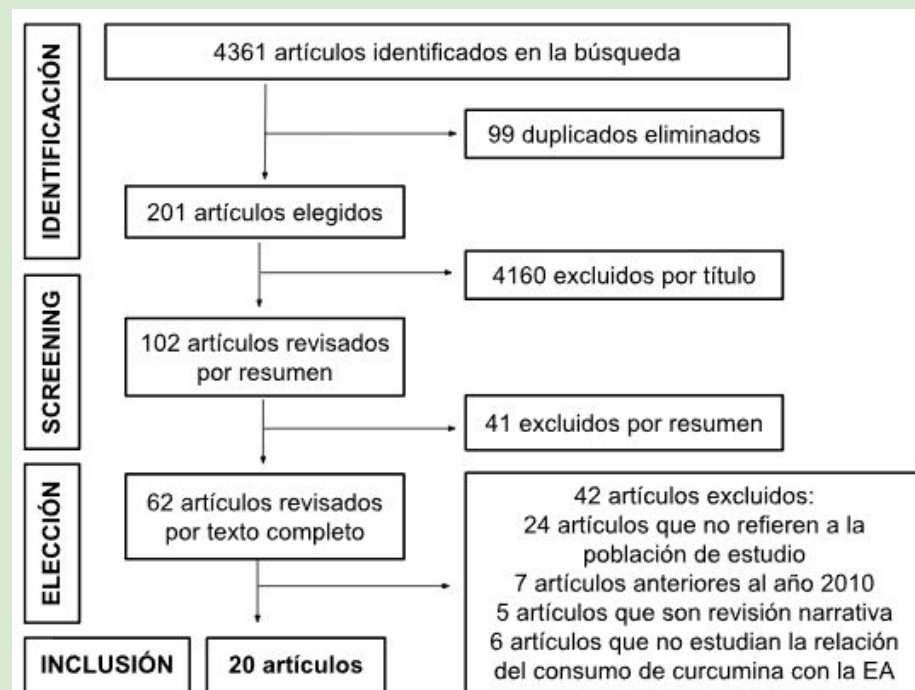 IDENTIFICACIÓN
4361 artículos identificados en la búsqueda
99 duplicados eliminados
201 artículos elegidos
4160 excluidos por título
SCREENING
102 artículos revisados
por resumen
41 excluidos por resumen
ELECCIÓN
62 artículos revisados
por texto completo
42 artículos excluidos:
24 artículos que no refieren a la
población de estudio
7 artículos anteriores al año 2010
5 artículos que son revisión narrativa
6 artículos que no estudian la relación
del consumo de curcumina con la EA
INCLUSIÓN
20 artículos